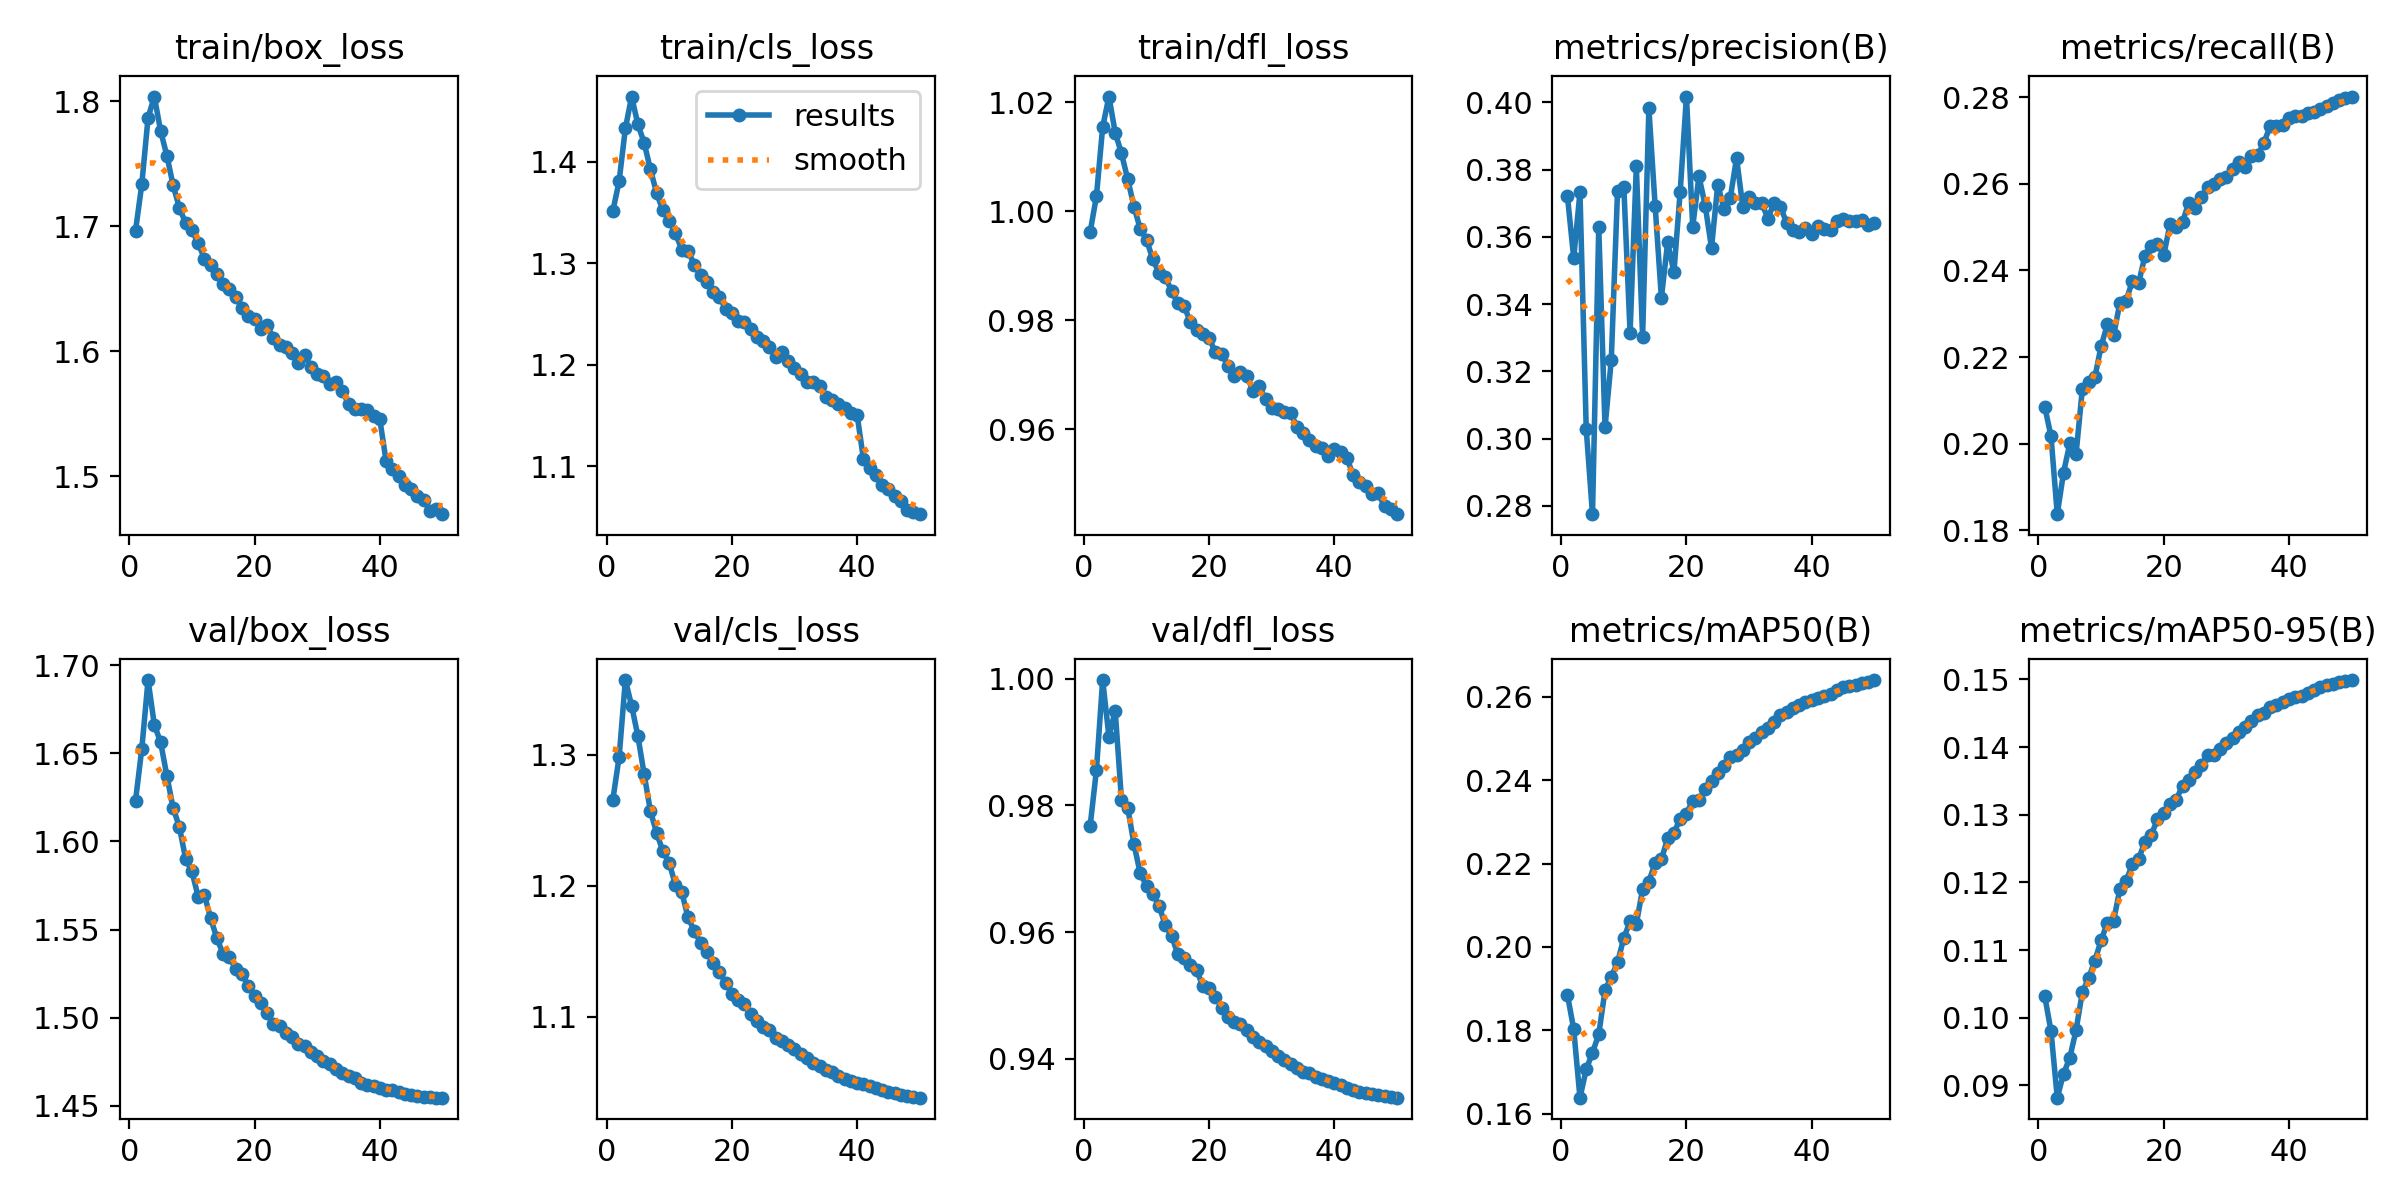 train/box_loss
1.8
1.7
1.6
1.5
0 20 40
train/cls_loss
results
smooth
1.4
1.3
1.2
1.1
0 20 40
train/dfl_loss
1.02
1.00
0.98
0.96
0 20 40
metrics/precision(B)
0.40
0.38
0.36
0.34
0.32
0.30
0.28
0 20 40
metrics/recall(B)
0.28
0.26
0.24
0.22
0.20
0.18
0 20 40
val/box_loss
1.70
1.65
1.60
1.55
1.50
1.45
0 20 40
val/cls_loss
1.3
1.2
1.1
0 20 40
val/dfl_loss
1.00
0.98
0.96
0.94
0 20 40
metrics/mAP50(B)
0.26
0.24
0.22
0.20
0.18
0.16
0 20 40
metrics/mAP50-95(B)
0.15
0.14
0.13
0.12
0.11
0.10
0.09
0 20 40